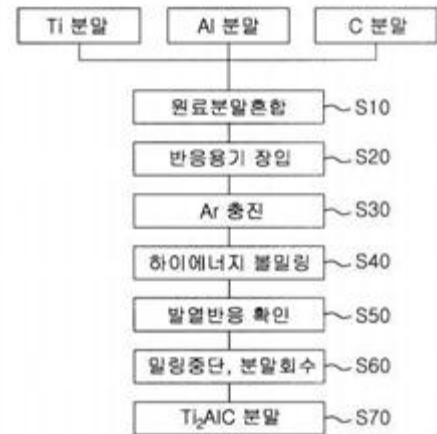 Ti 분말 Al 분말 C 분말
원료분말혼합 S10
반응용기 장입 S20
Ar 충진 S30
하이에너지 볼밀링 S40
발열반응 확인 S50
밀링중단, 분말회수 S60
Ti₂AlC 분말 S70